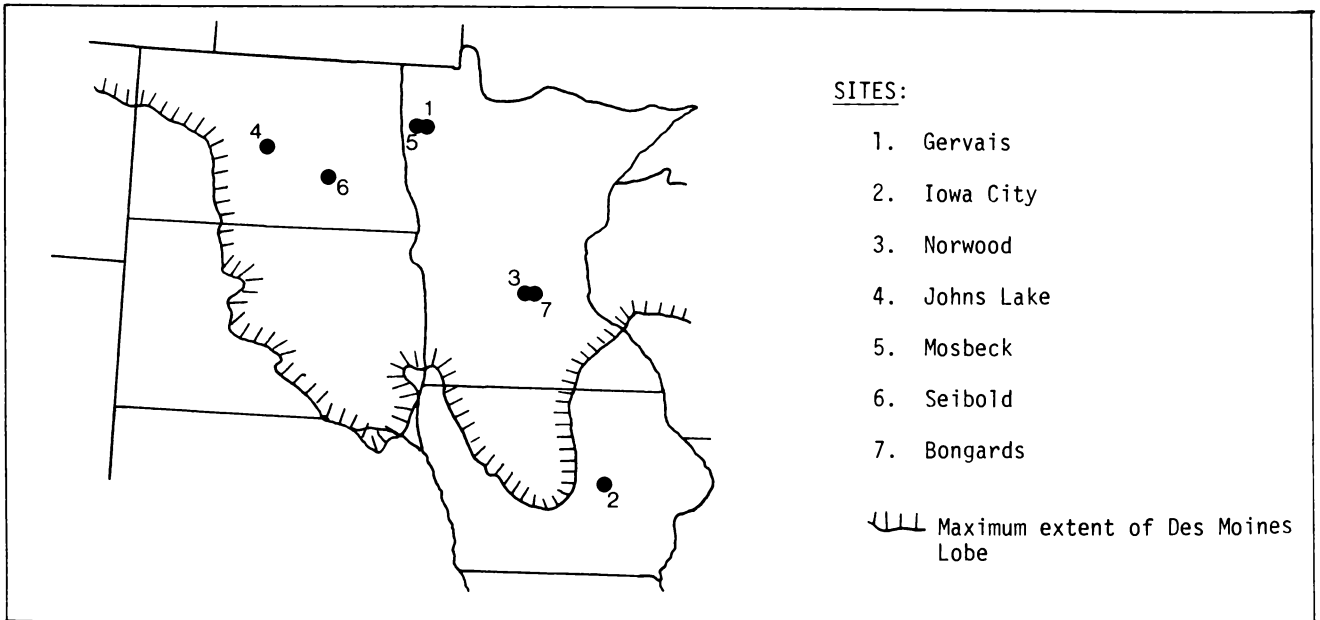 1
4
5
6
3
7
2
SITES:
1. Gervais
2. Iowa City
3. Norwood
4. Johns Lake
5. Mosbeck
6. Seibold
7. Bongards
Maximum extent of Des Moines
Lobe